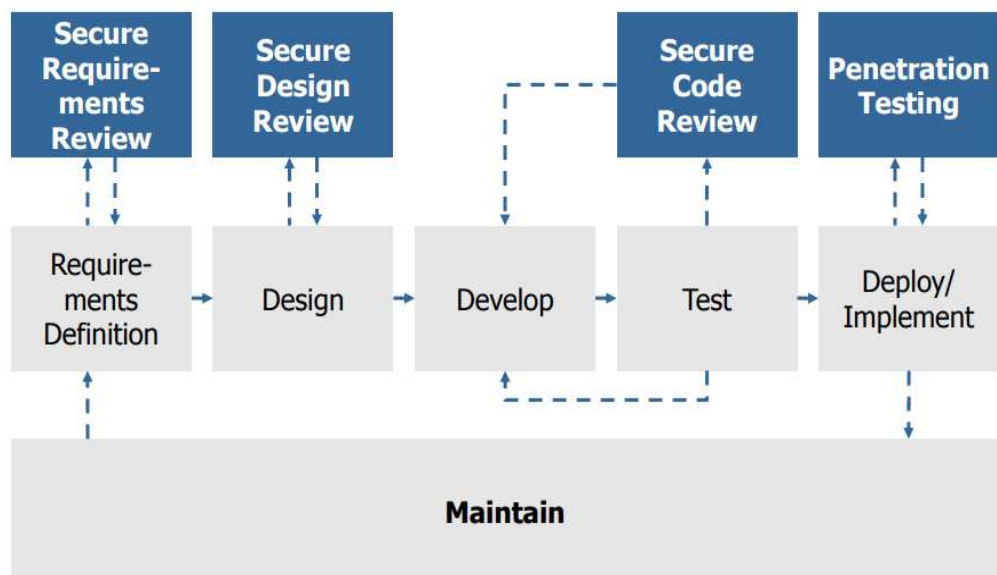 Secure
Require-
ments
Review
Secure
Design
Review
Secure
Code
Review
Penetration
Testing
Require-
ments
Definition
Design
Develop
Test
Deploy/
Implement
Maintain